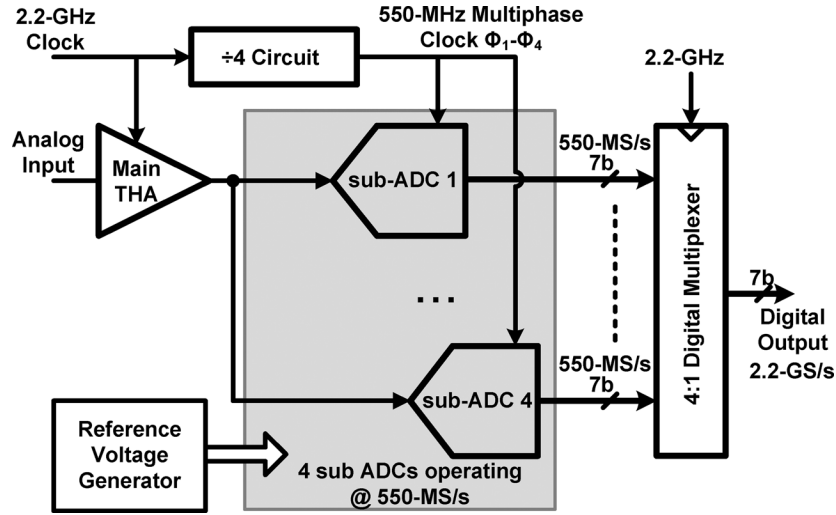 2.2-GHz
Clock
÷4 Circuit
550-MHz Multiphase
Clock Φ1-Φ4
2.2-GHz
Analog
Input
Main
THA
sub-ADC 1
550-MS/s
7b
...
4:1 Digital Multiplexer
7b
Digital
Output
2.2-GS/s
sub-ADC 4
550-MS/s
7b
Reference
Voltage
Generator
4 sub ADCs operating
@ 550-MS/s